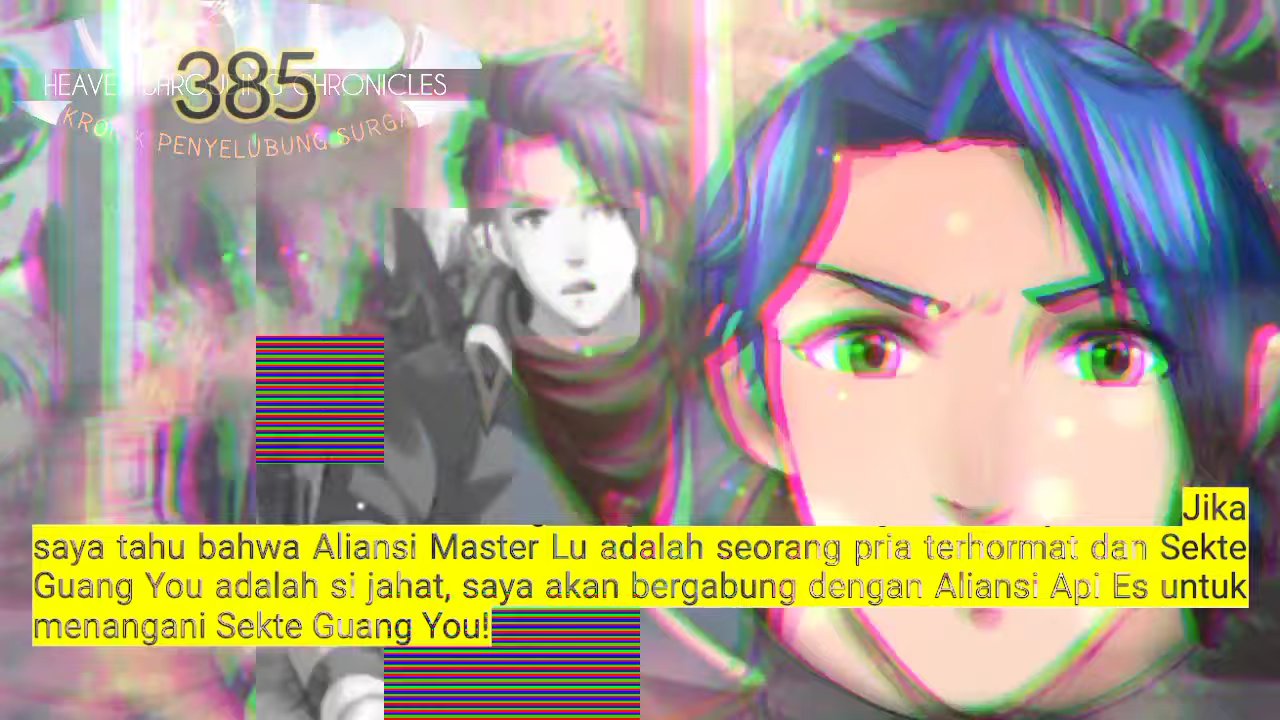 385
HEAVEN CHRONICLES
PENYELUBUNG SURGA
Jika
saya tahu bahwa Aliansi Master Lu adalah seorang pria terhormat dan Sekte
Guang You adalah si jahat, saya akan bergabung dengan Aliansi Api Es untuk
menangani Sekte Guang You!